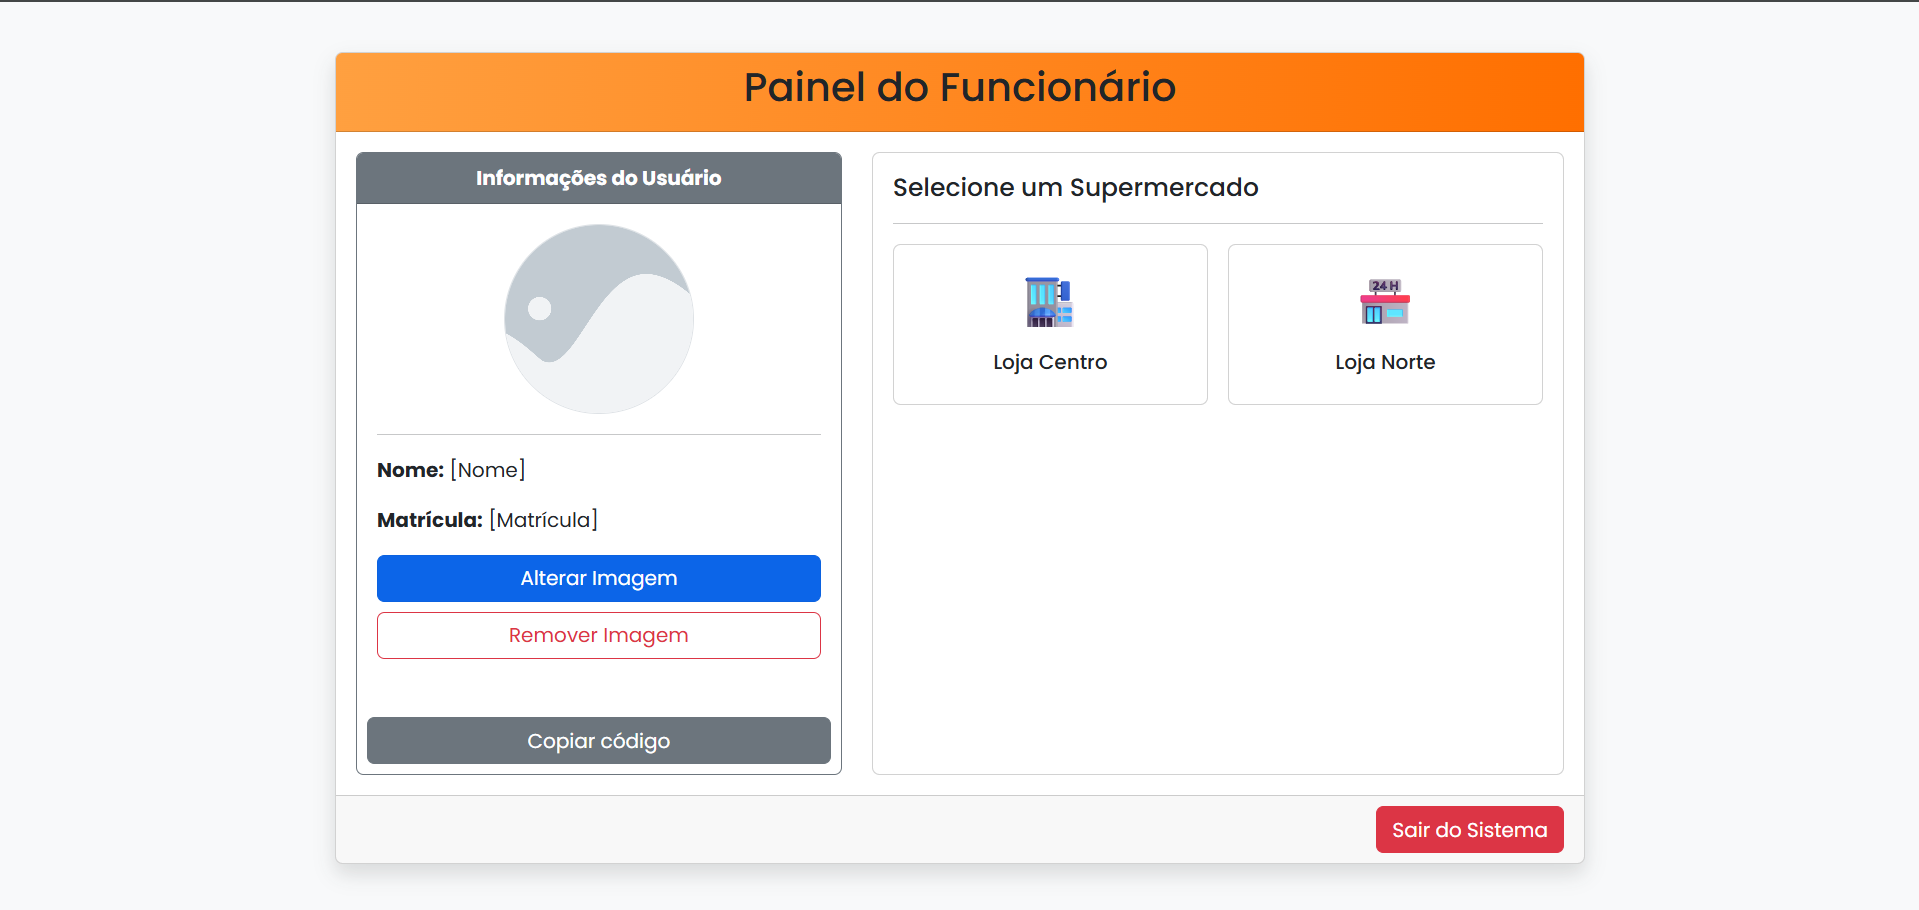 Painel do Funcionário
Informações do Usuário
Nome: [Nome]
Matrícula: [Matrícula]
Alterar Imagem
Remover Imagem
Copiar código
Selecione um Supermercado
24 H
Loja Centro
Loja Norte
Sair do Sistema